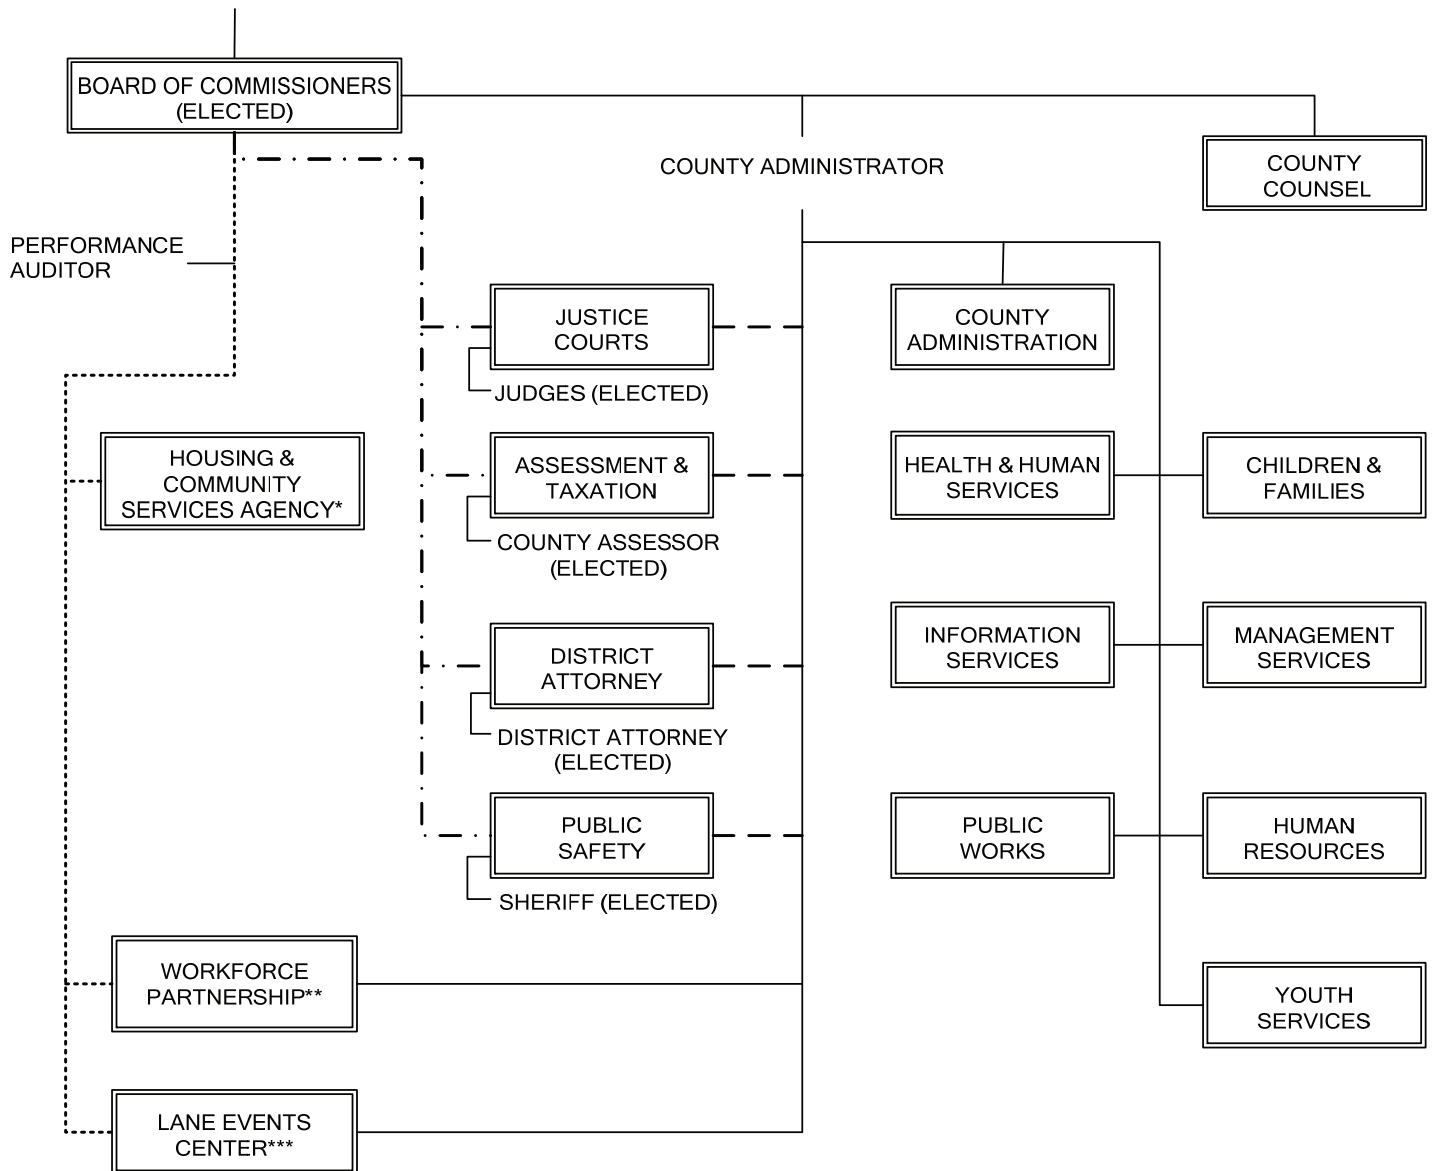 BOARD OF COMMISSIONERS
(ELECTED)
COUNTY ADMINISTRATOR
COUNTY
COUNSEL
PERFORMANCE
AUDITOR
JUSTICE
COURTS
JUDGES (ELECTED)
COUNTY
ADMINISTRATION
HOUSING &
COMMUNITY
SERVICES AGENCY*
ASSESSMENT &
TAXATION
COUNTY ASSESSOR
(ELECTED)
HEALTH & HUMAN
SERVICES
CHILDREN &
FAMILIES
DISTRICT
ATTORNEY
DISTRICT ATTORNEY
(ELECTED)
INFORMATION
SERVICES
MANAGEMENT
SERVICES
PUBLIC
SAFETY
SHERIFF (ELECTED)
PUBLIC
WORKS
HUMAN
RESOURCES
WORKFORCE
PARTNERSHIP**
YOUTH
SERVICES
LANE EVENTS
CENTER***